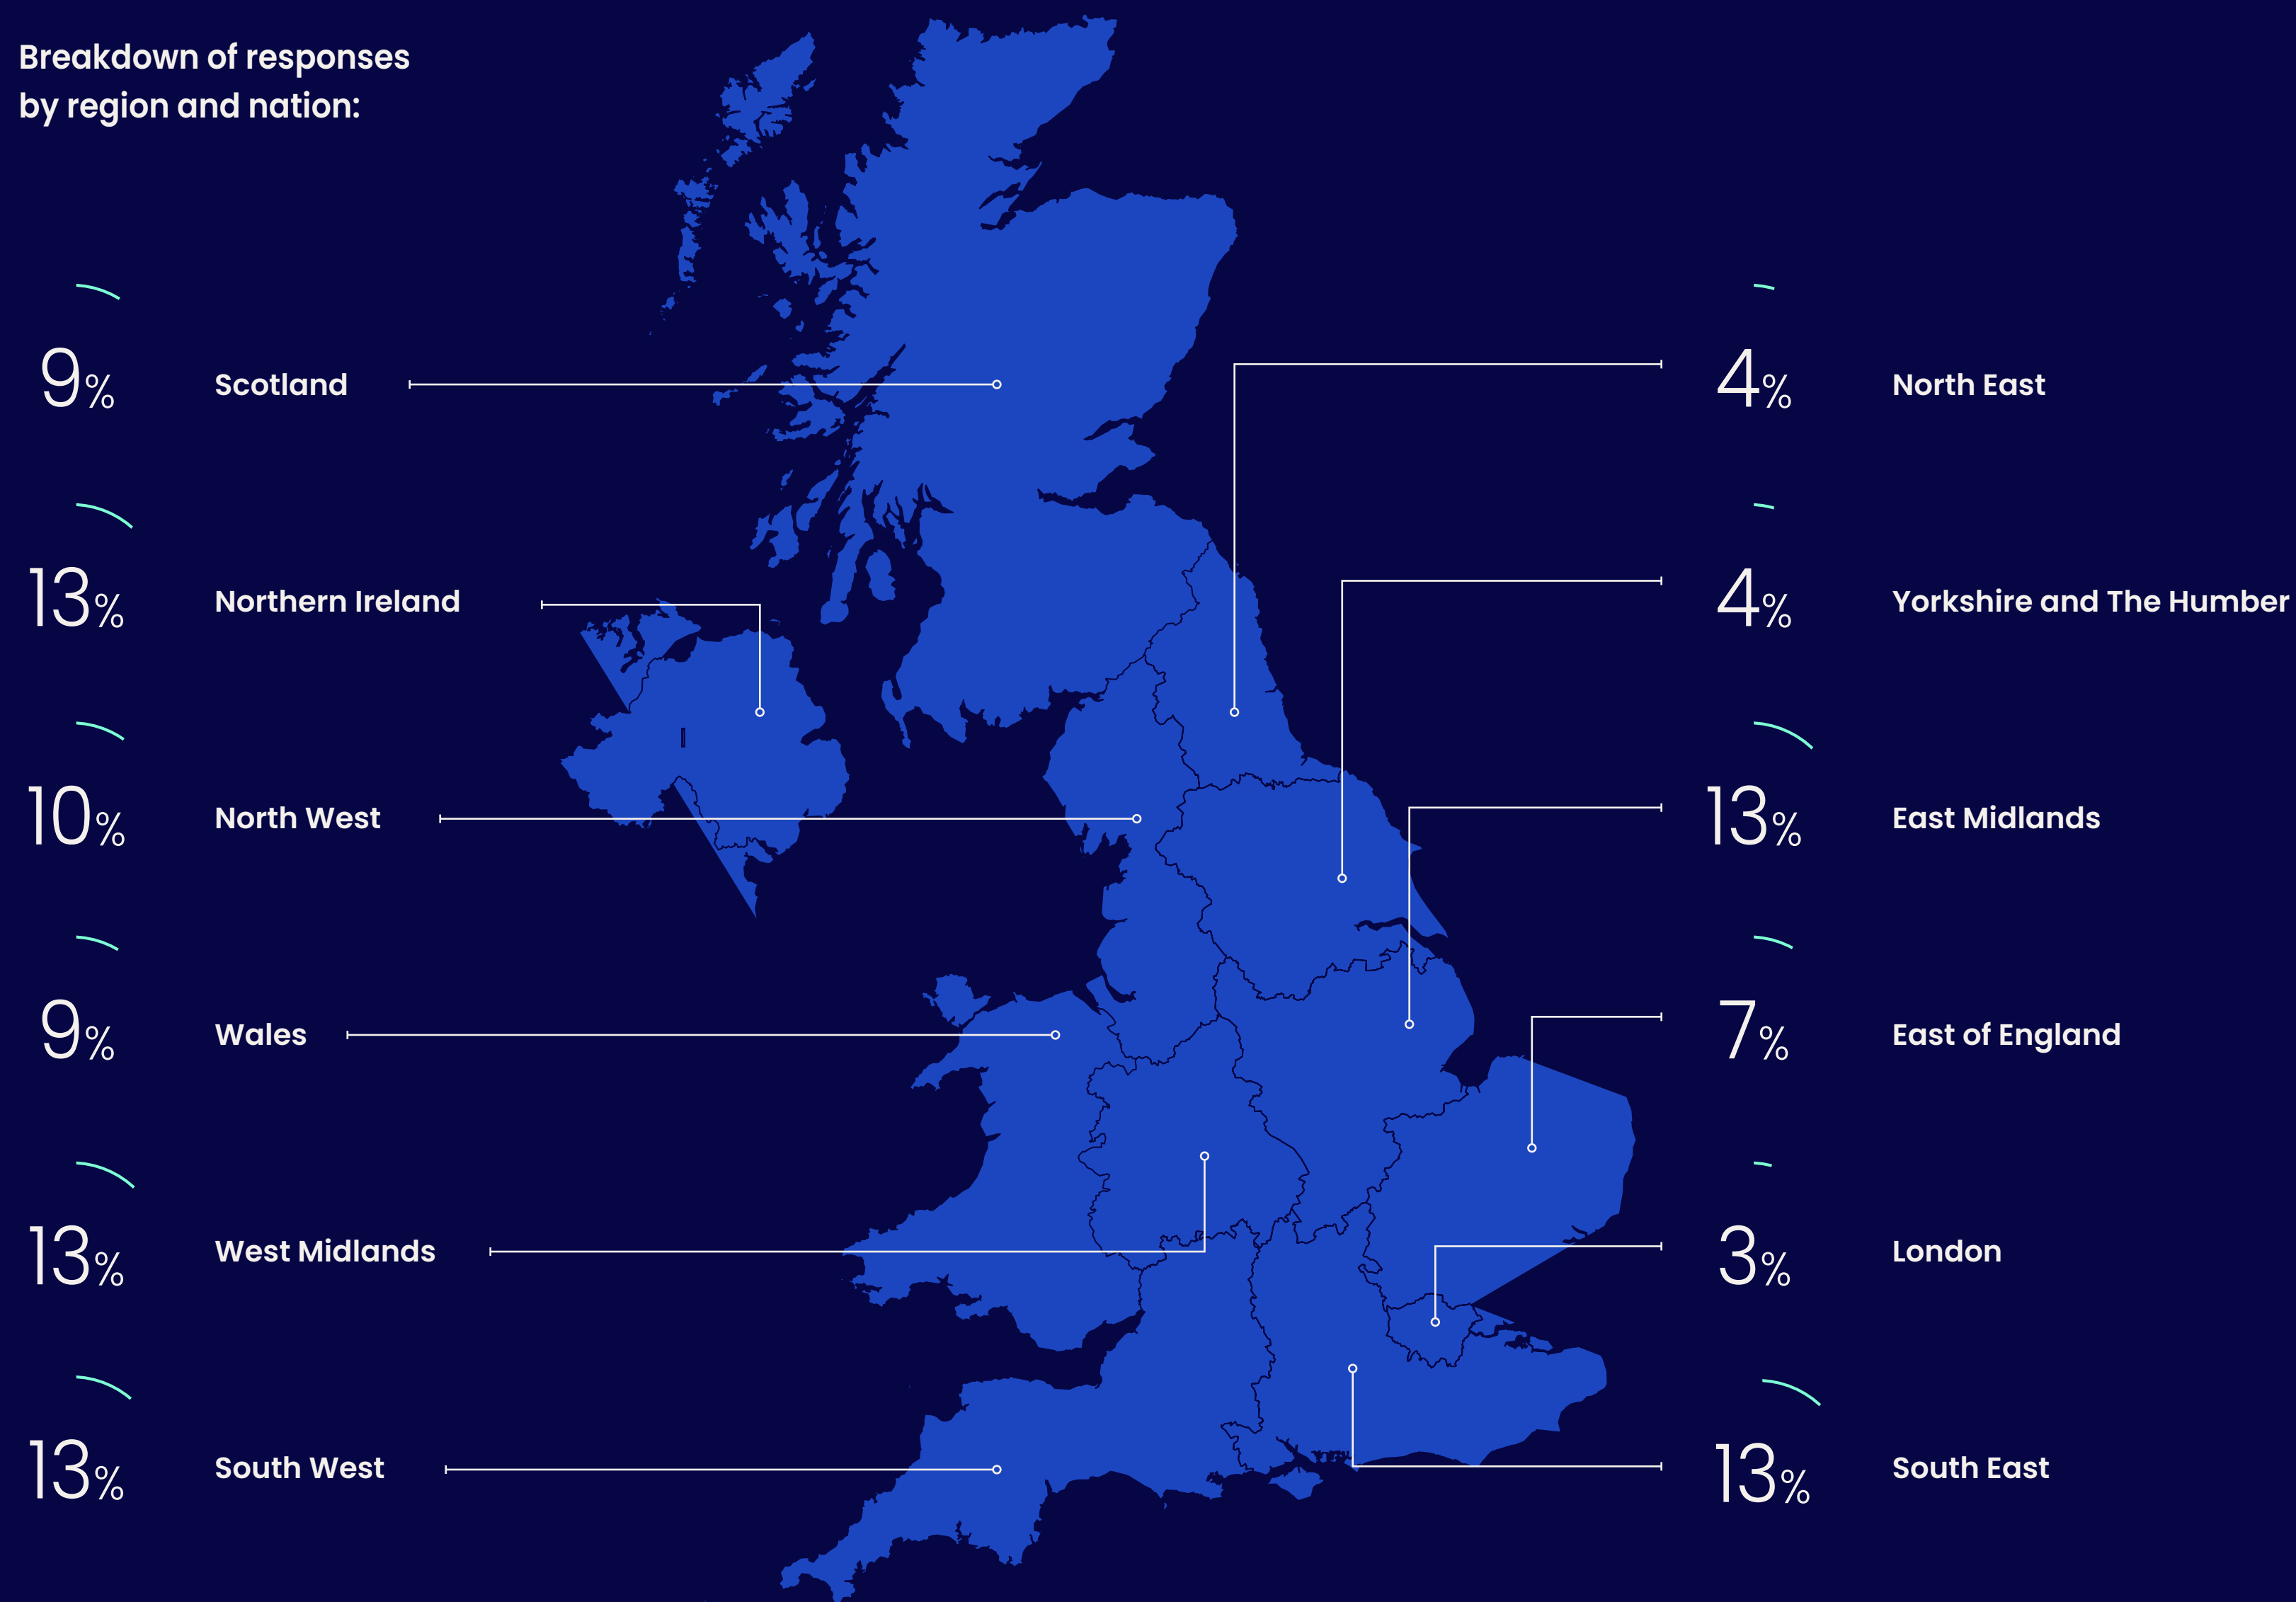 Breakdown of responses
by region and nation:
9% Scotland
13% Northern Ireland
10% North West
9% Wales
13% West Midlands
13% South West
4% North East
4% Yorkshire and The Humber
13% East Midlands
7% East of England
3% London
13% South East